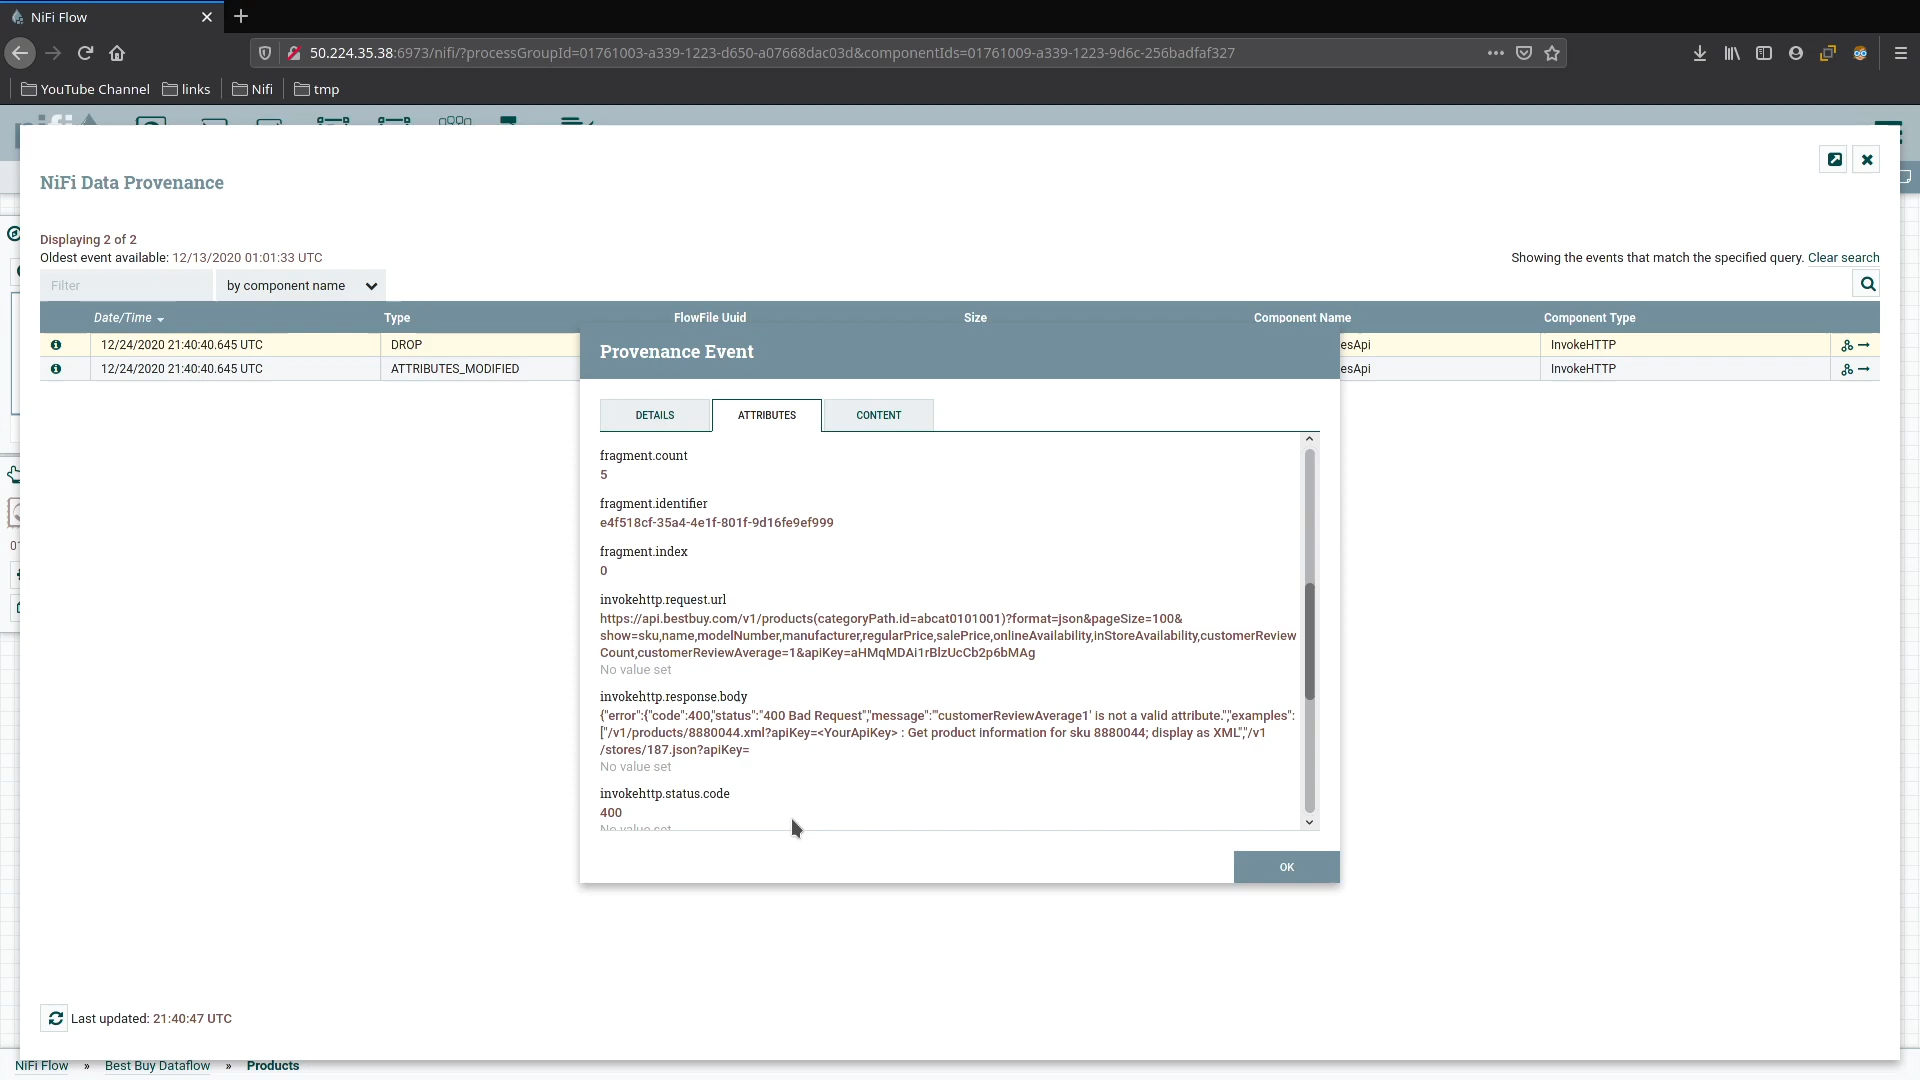 NiFi Flow
50.224.35.38:6973/nifi/?processGroupId=01761003-a339-1223-d650-a07668dac03d&componentIds=01761009-a339-1223-9d6c-256badfaf327
YouTube Channel links Nifi tmp
NiFi Data Provenance
Displaying 2 of 2
Oldest event available: 12/13/2020 01:01:33 UTC
Showing the events that match the specified query. Clear search
Filter by component name
Date/Time Type FlowFile Uuid Size Component Name Component Type
12/24/2020 21:40:40.645 UTC DROP esApi InvokeHTTP
12/24/2020 21:40:40.645 UTC ATTRIBUTES_MODIFIED esApi InvokeHTTP
Provenance Event
DETAILS ATTRIBUTES CONTENT
fragment.count
5
fragment.identifier
e4f518cf-35a4-4e1f-801f-9d16fe9ef999
fragment.index
0
invokehttp.request.url
https://api.bestbuy.com/v1/products(categoryPath.id=abcat0101001)?format=json&pageSize=100&
show=sku,name,modelNumber,manufacturer,regularPrice,salePrice,onlineAvailability,inStoreAvailability,customerReview
Count,customerReviewAverage=1&apiKey=aHMqMDAi1rBlzUcCb2p6bMAg
No value set
invokehttp.response.body
{"error":{"code":400,"status":"400 Bad Request","message":"'customerReviewAverage1' is not a valid attribute.","examples":
["/v1/products/8880044.xml?apiKey=<YourApiKey> : Get product information for sku 8880044; display as XML","/v1
/stores/187.json?apiKey=
No value set
invokehttp.status.code
400
No value set
OK
Last updated: 21:40:47 UTC
NiFi Flow » Best Buy Dataflow » Products